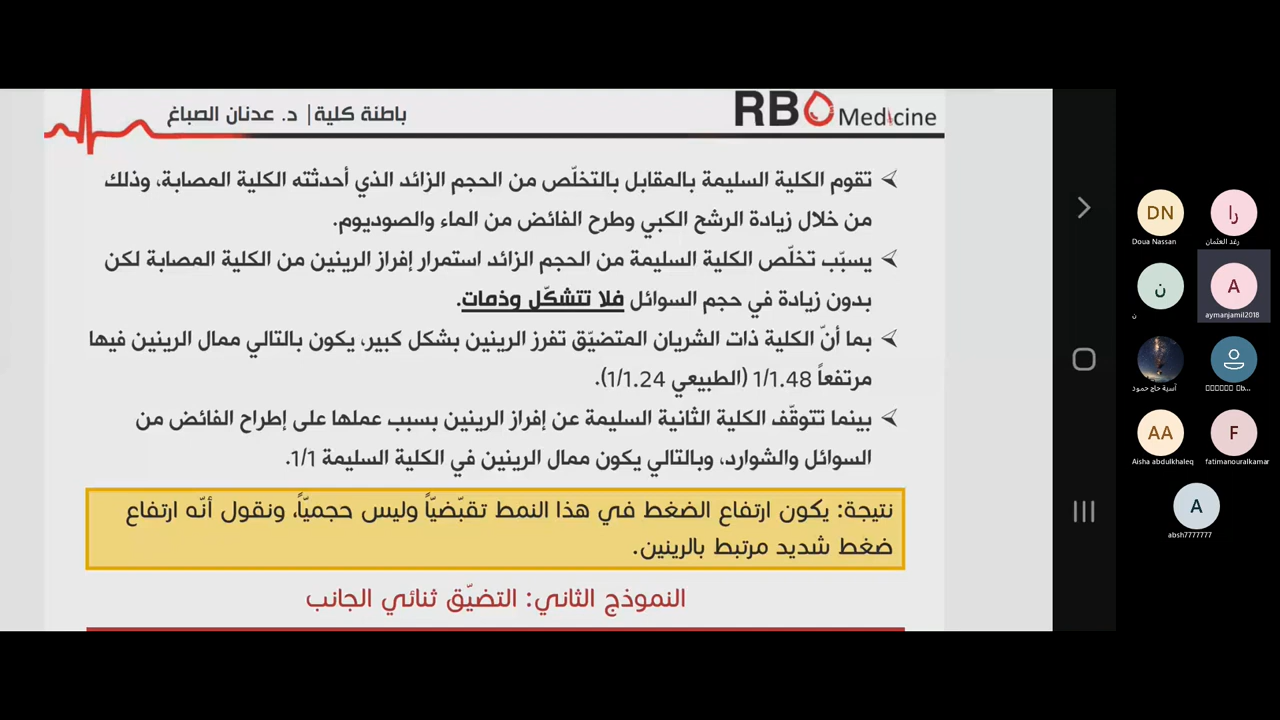 باطنة كلية| د. عدنان الصباغ
RBO Medicine
تقوم الكلية السليمة بالمقابل بالتخلّص من الحجم الزائد الذي أحدثته الكلية المصابة، وذلك
من خلال زيادة الرشح الكبي وطرح الفائض من الماء والصوديوم.
يسبّب تخلّص الكلية السليمة من الحجم الزائد استمرار إفراز الرينين من الكلية المصابة لكن
بدون زيادة في حجم السوائل فلا تتشكّل وذمات.
بما أنّ الكلية ذات الشريان المتضيّق تفرز الرينين بشكل كبير، يكون بالتالي ممال الرينين فيها
مرتفعاً 1/1.48 (الطبيعي 1/1.24).
بينما تتوقّف الكلية الثانية السليمة عن إفراز الرينين بسبب عملها على إطراح الفائض من
السوائل والشوارد، وبالتالي يكون ممال الرينين في الكلية السليمة 1/1.
نتيجة: يكون ارتفاع الضغط في هذا النمط تقبّضيّاً وليس حجميّاً، ونقول أنّه ارتفاع
ضغط شديد مرتبط بالرينين.
النموذج الثاني: التضيّق ثنائي الجانب
DN
Doua Nassan
را
رغد العثمان
ن
ن
A
aymanjamil2018
آسية حاج حمود
AA
Aisha abdulkhaleq
F
fatimanouralkamar
A
absh7777777